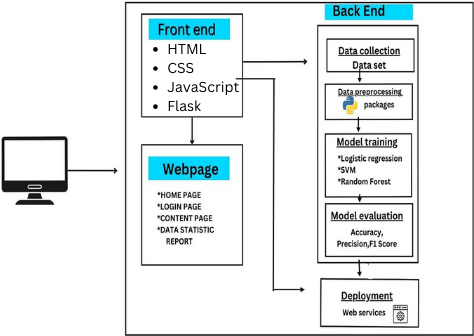 Front end
• HTML
• CSS
• JavaScript
• Flask
Webpage
*HOME PAGE
*LOGIN PAGE
*CONTENT PAGE
*DATA STATISTIC
REPORT
Back End
Data collection
Data set
Data preprocessing
packages
Model training
*Logistic regression
*SVM
*Random Forest
Model evaluation
Accuracy,
Precision,F1 Score
Deployment
Web services